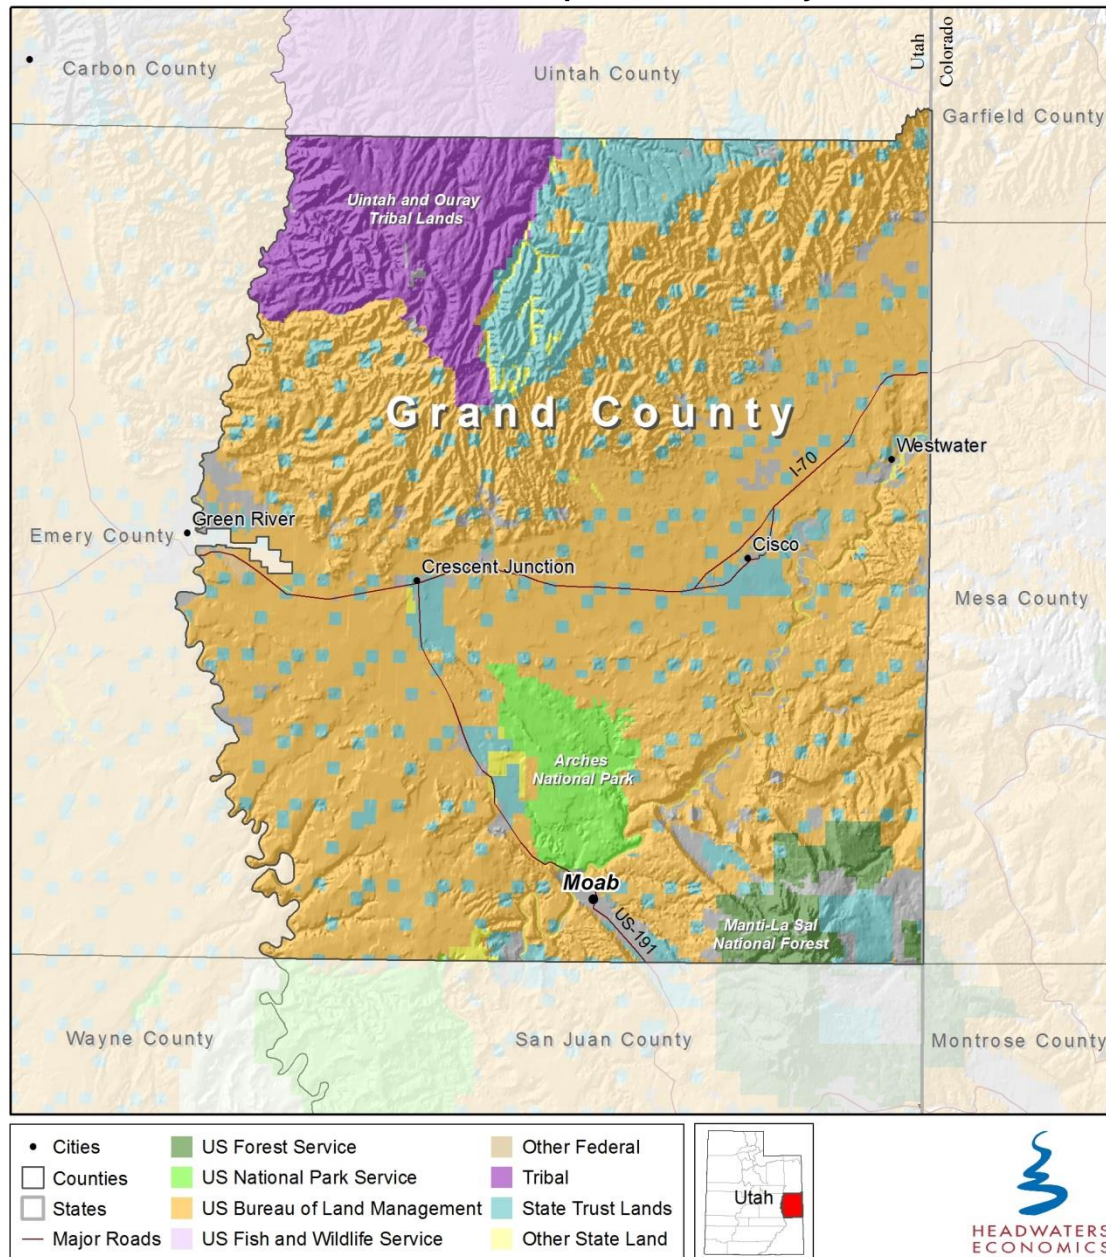 Carbon County
Uintah County
Utah
Colorado
Garfield County
Uintah and Ouray
Tribal Lands
Grand County
Westwater
I-70
Green River
Emery County
Cisco
Crescent Junction
Mesa County
Arches
National Park
Moab
US-191
Manti-La Sal
National Forest
Wayne County
San Juan County
Montrose County
Cities
Counties
States
Major Roads
US Forest Service
US National Park Service
US Bureau of Land Management
US Fish and Wildlife Service
Other Federal
Tribal
State Trust Lands
Other State Land
Utah
HEADWATERS
ECONOMICS